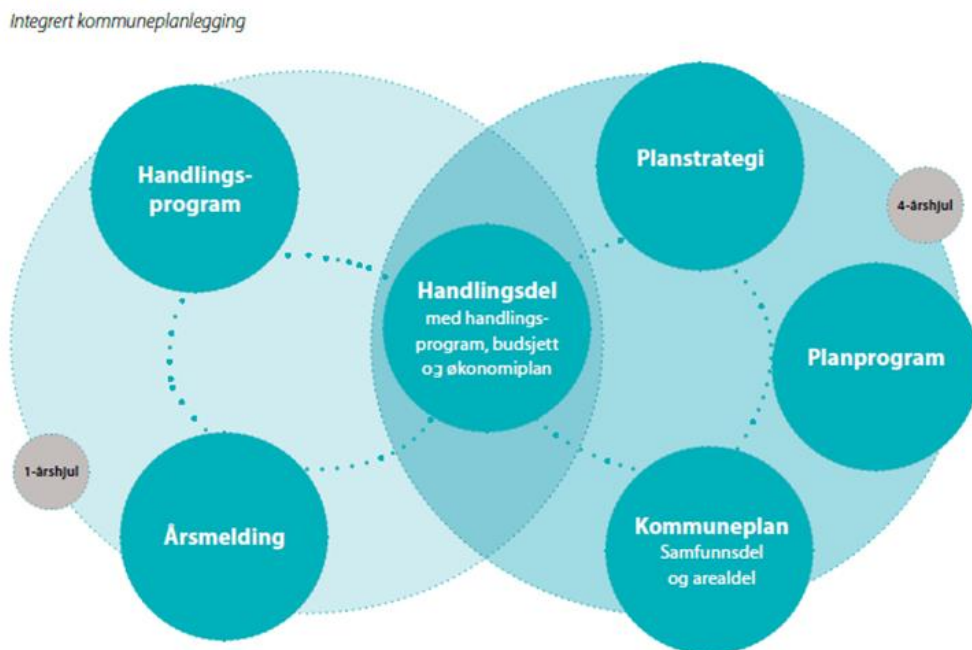 Integrert kommuneplanlegging
Handlings-
program
Planstrategi
4-årshjul
Handlingsdel
med handlings-
program, budsjett
og økonomiplan
Planprogram
1-årshjul
Årsmelding
Kommuneplan
Samfunnsdel
og arealdel